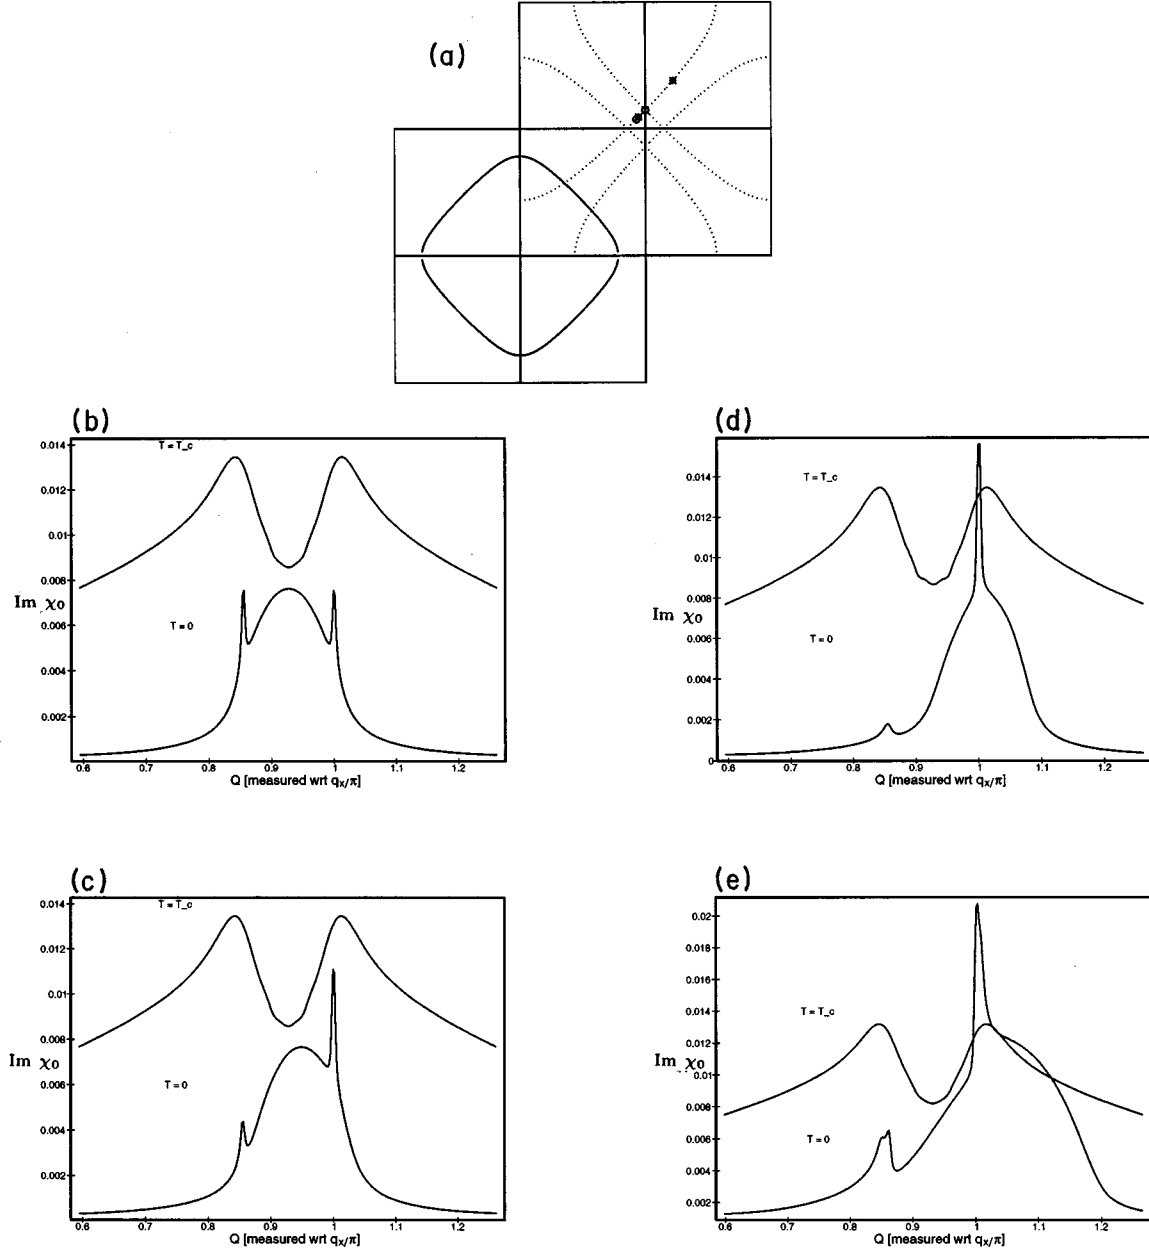 (a)
(b)
T = T_c
0.014
0.012
0.01
0.008
Im χ0
0.006
T = 0
0.004
0.002
0.6 0.7 0.8 0.9 1 1.1 1.2
Q [measured wrt qx/π]
(d)
0.014
T = T_c
0.012
0.01
0.008
Im χ0
0.006
T = 0
0.004
0.002
0
0.6 0.7 0.8 0.9 1 1.1 1.2
Q [measured wrt qx/π]
(c)
T = T_c
0.014
0.012
0.01
0.008
Im χ0
0.006
T = 0
0.004
0.002
0.6 0.7 0.8 0.9 1 1.1 1.2
Q [measured wrt qx/π]
(e)
0.02
0.018
0.016
0.014
T = T_c
0.012
Im χ0
0.01
0.008
T = 0
0.006
0.004
0.002
0.6 0.7 0.8 0.9 1 1.1 1.2
Q [measured wrt qx/π]